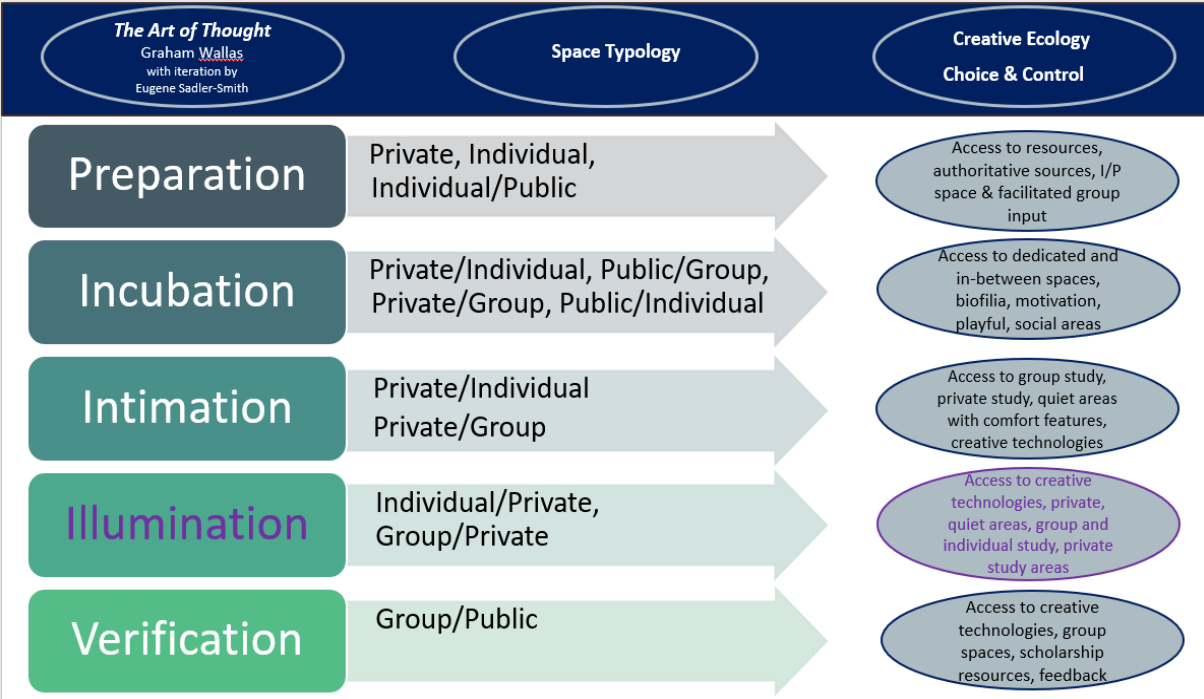 The Art of Thought
Graham Wallas
with iteration by
Eugene Sadler-Smith
Space Typology
Creative Ecology
Choice & Control
Preparation
Private, Individual,
Individual/Public
Access to resources,
authoritative sources, I/P
space & facilitated group
input
Incubation
Private/Individual, Public/Group,
Private/Group, Public/Individual
Access to dedicated and
in-between spaces,
biofilia, motivation,
playful, social areas
Intimation
Private/Individual
Private/Group
Access to group study,
private study, quiet areas
with comfort features,
creative technologies
Illumination
Individual/Private,
Group/Private
Access to creative
technologies, private,
quiet areas, group and
individual study, private
study areas
Verification
Group/Public
Access to creative
technologies, group
spaces, scholarship
resources, feedback